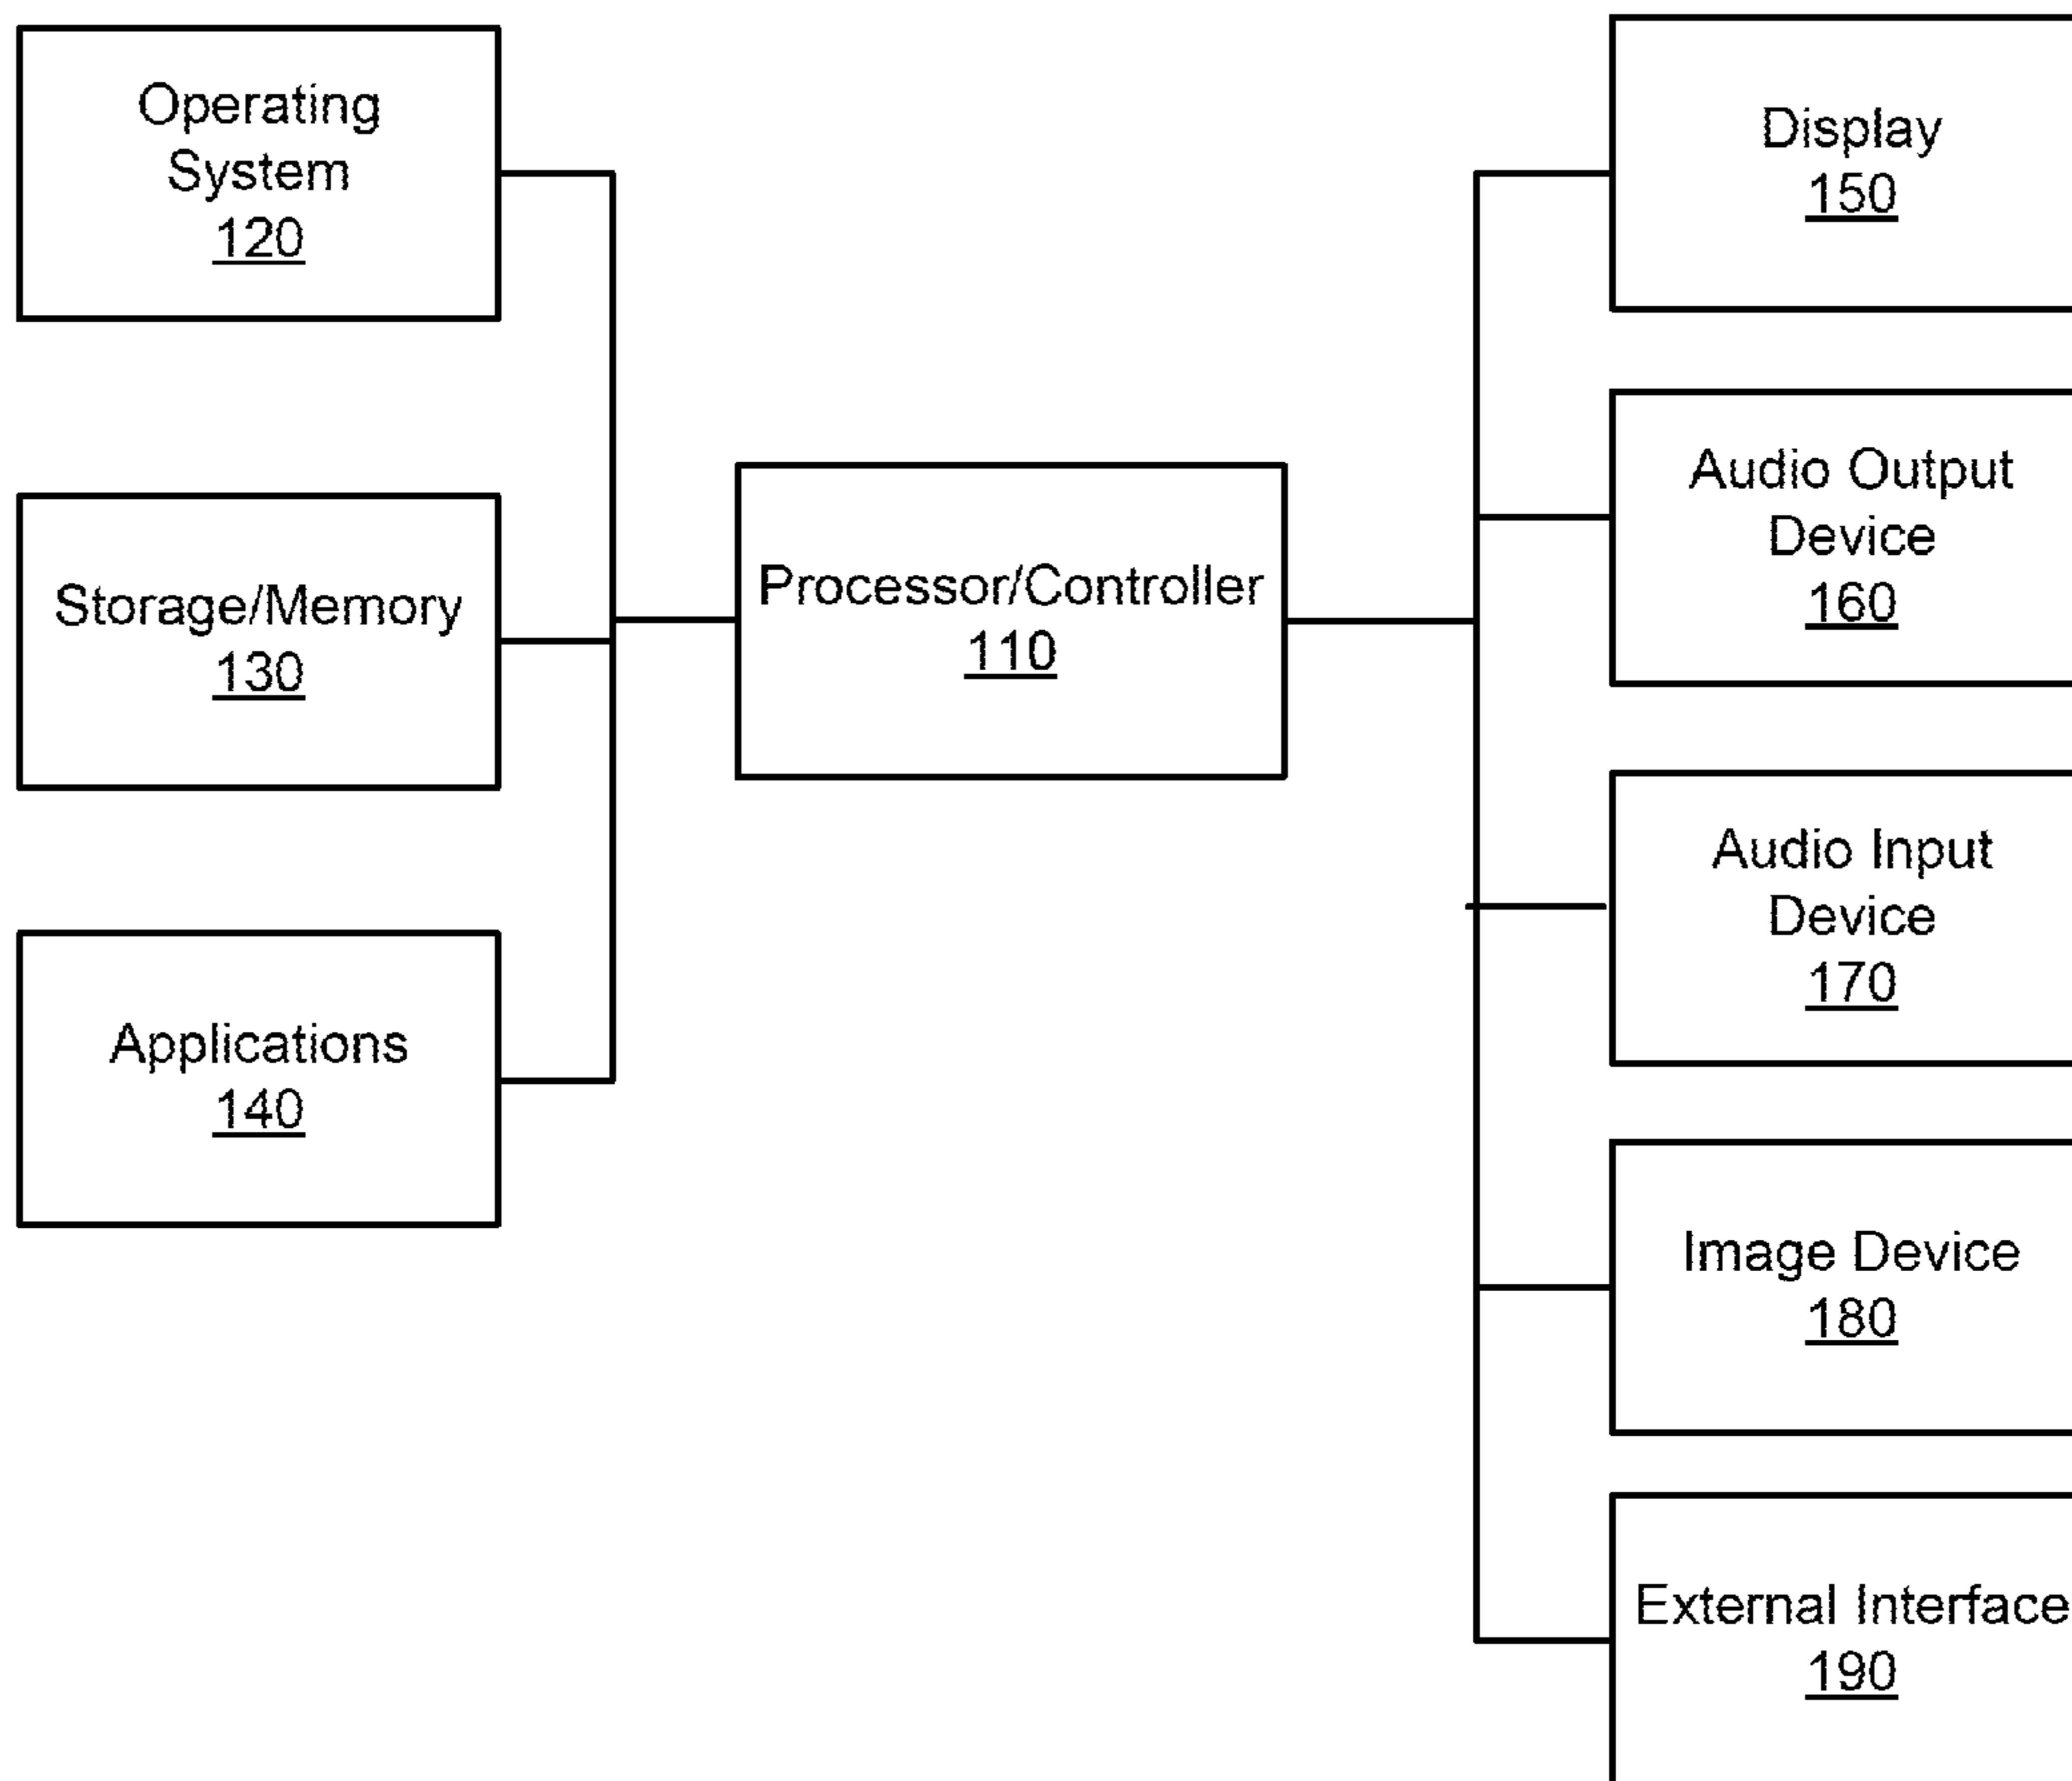 Operating
System
120
Storage/Memory
130
Applications
140
Processor/Controller
110
Display
150
Audio Output
Device
160
Audio Input
Device
170
Image Device
180
External Interface
190